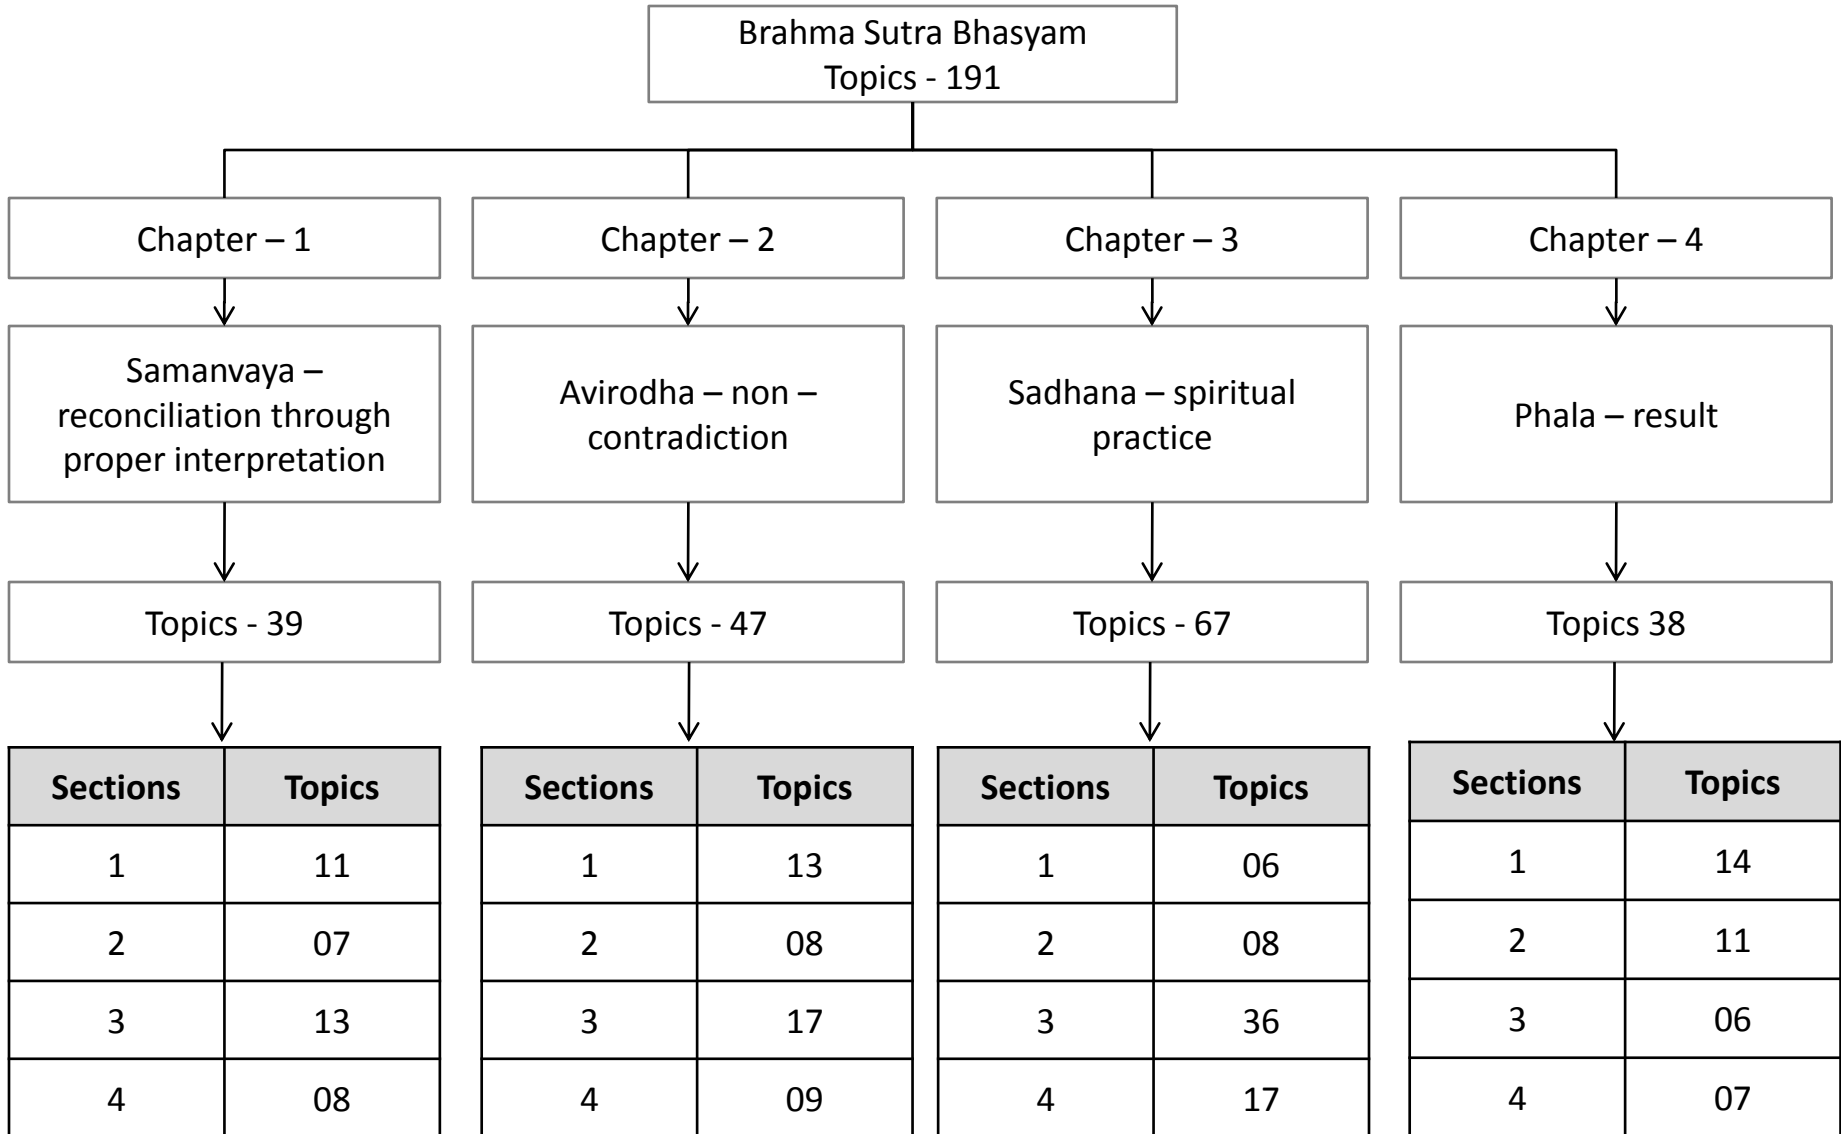 Brahma Sutra Bhasyam
Topics - 191
Chapter – 1
Chapter – 2
Chapter – 3
Chapter – 4
Samanvaya –
reconciliation through
proper interpretation
Avirodha – non –
contradiction
Sadhana – spiritual
practice
Phala – result
Topics - 39
Topics - 47
Topics - 67
Topics 38
Sections Topics
1 11
2 07
3 13
4 08
Sections Topics
1 13
2 08
3 17
4 09
Sections Topics
1 06
2 08
3 36
4 17
Sections Topics
1 14
2 11
3 06
4 07